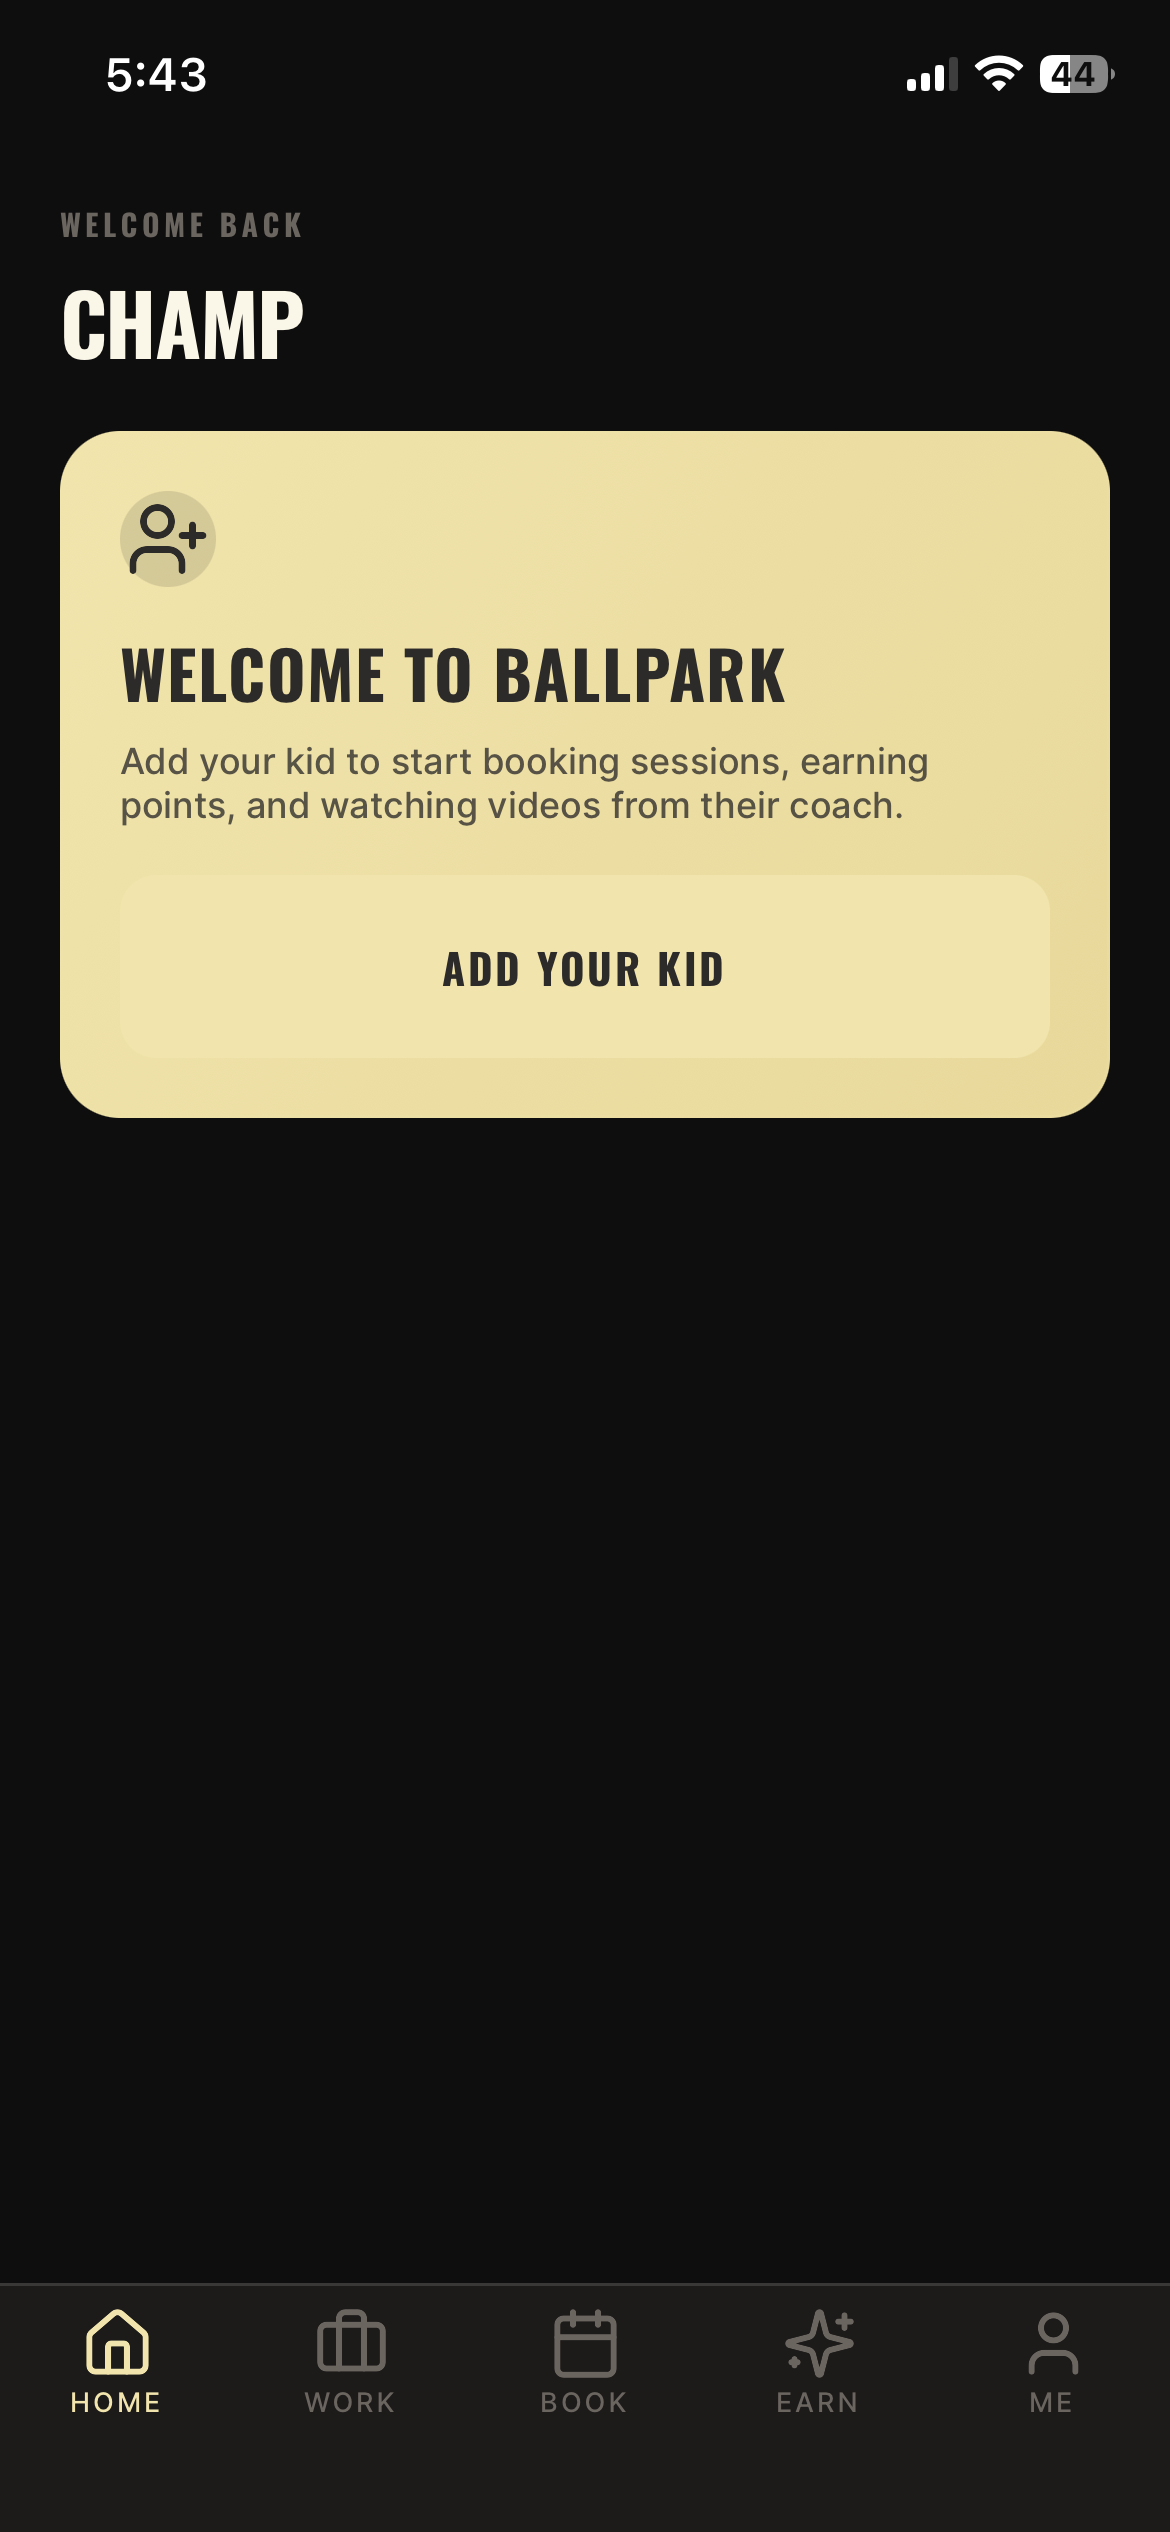 5:43
44
WELCOME BACK
CHAMP
WELCOME TO BALLPARK
Add your kid to start booking sessions, earning
points, and watching videos from their coach.
ADD YOUR KID
HOME
WORK
BOOK
EARN
ME